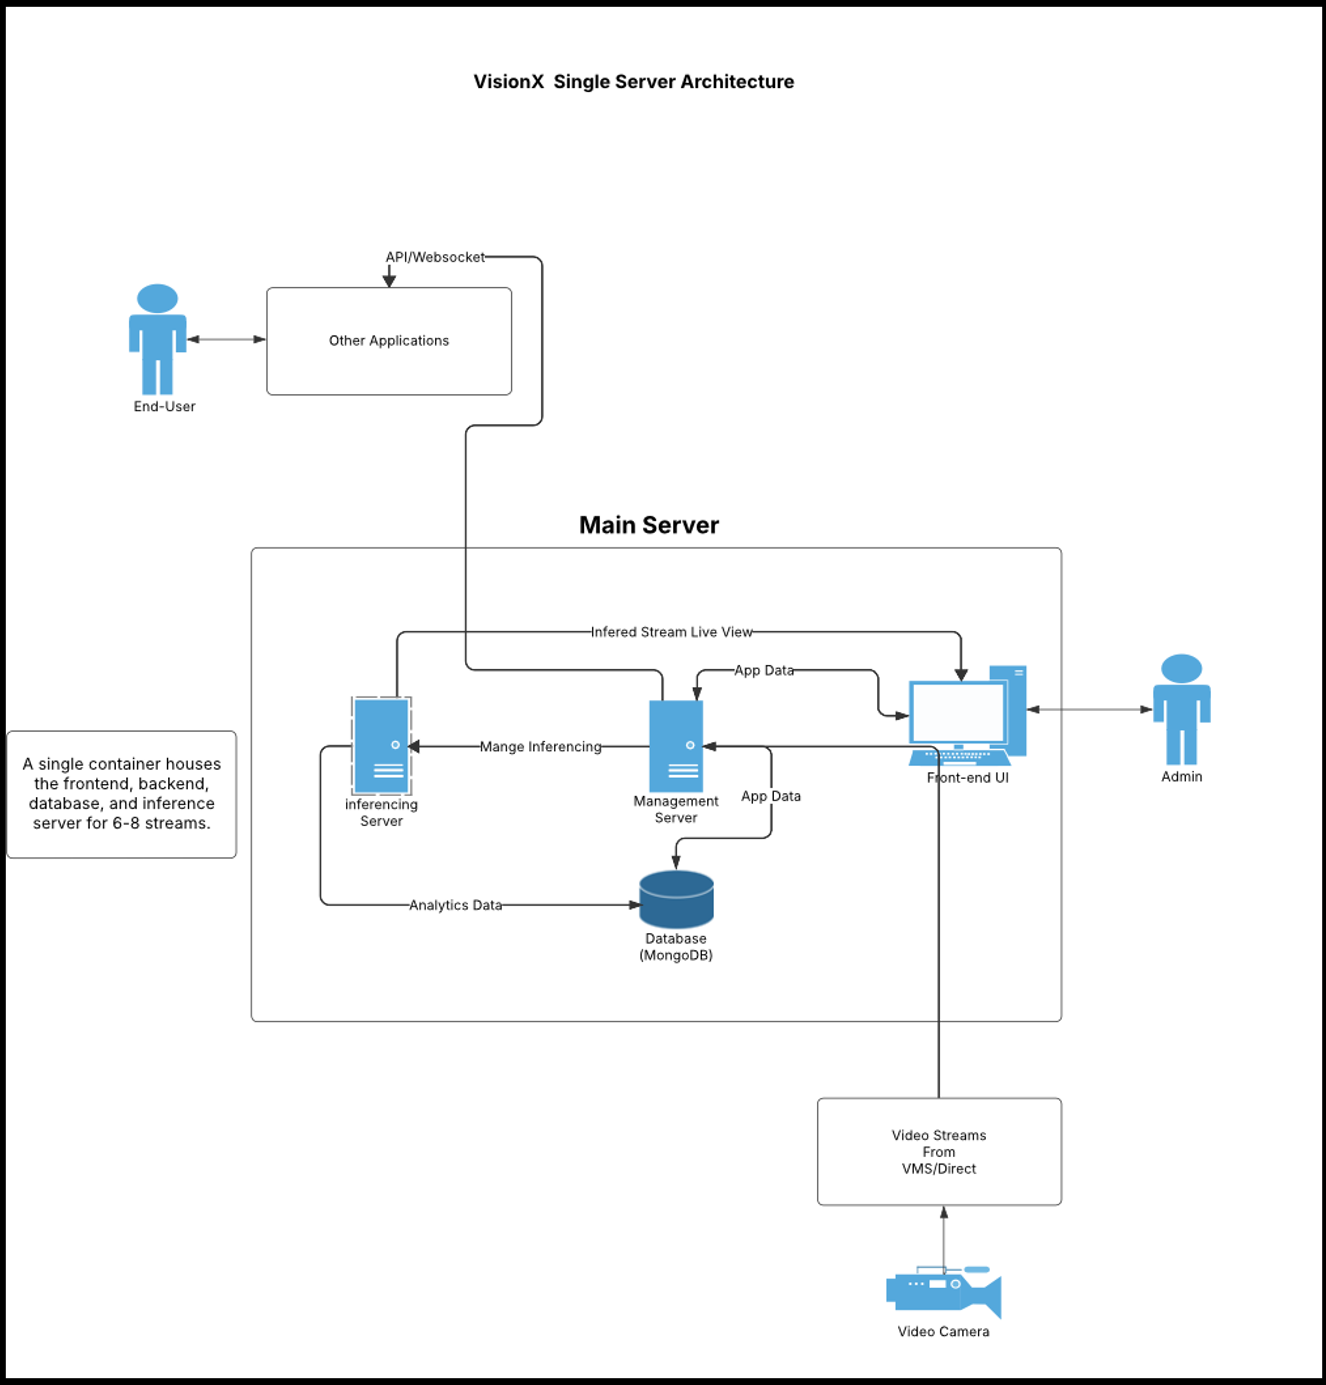 VisionX  Single Server Architecture
API/Websocket
Other Applications
End-User
Main Server
Infered Stream Live View
App Data
Mange Inferencing
Front-end UI
Admin
A single container houses
the frontend, backend,
database, and inference
server for 6-8 streams.
inferencing
Server
Management
Server
App Data
Analytics Data
Database
(MongoDB)
Video Streams
From
VMS/Direct
Video Camera